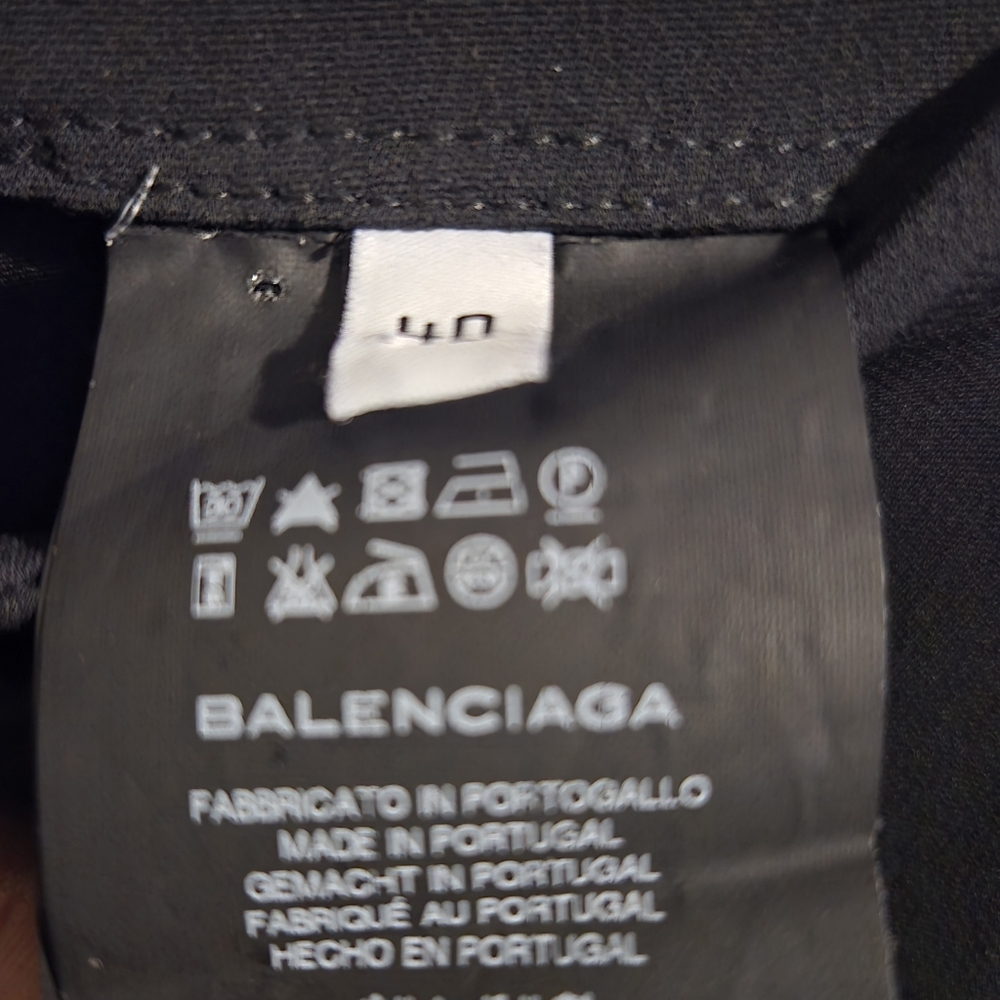 40
BALENCIAGA
FABBRICATO IN PORTOGALLO
MADE IN PORTUGAL
GEMACHT IN PORTUGAL
FABRIQUÉ AU PORTUGAL
HECHO EN PORTUGAL